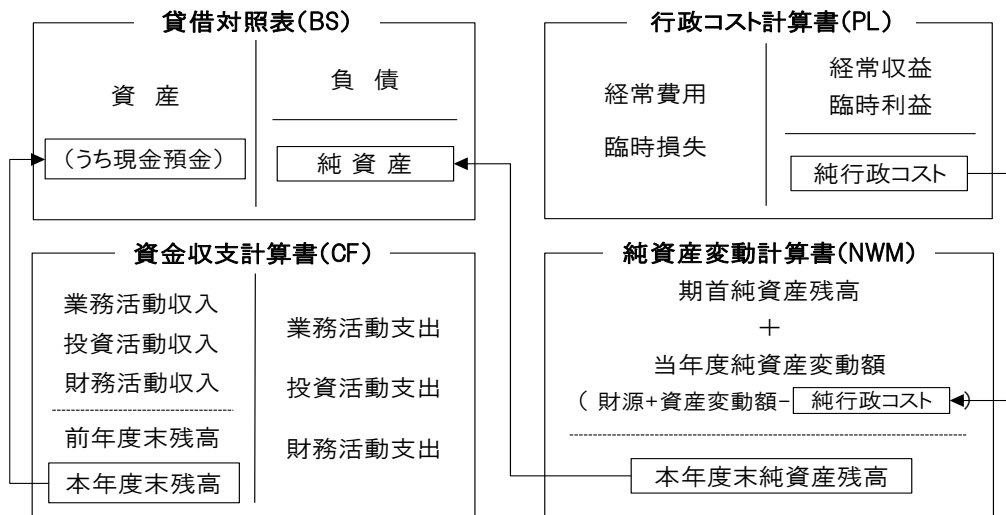 貸借対照表(BS)
資 産
(うち現金預金)
負 債
純 資 産
行政コスト計算書(PL)
経常費用
臨時損失
経常収益
臨時利益
純行政コスト
資金収支計算書(CF)
業務活動収入
投資活動収入
財務活動収入
前年度末残高
本年度末残高
業務活動支出
投資活動支出
財務活動支出
純資産変動計算書(NWM)
期首純資産残高
+
当年度純資産変動額
( 財源+資産変動額- 純行政コスト )
本年度末純資産残高